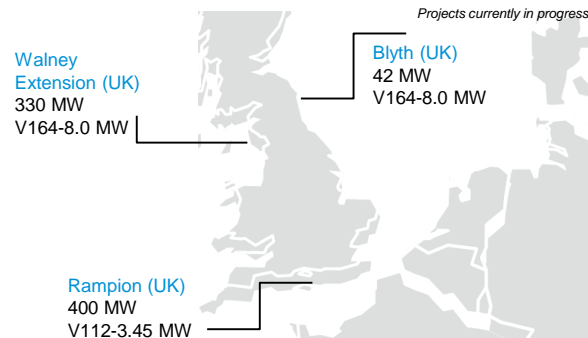 Projects currently in progress
Walney
Extension (UK)
330 MW
V164-8.0 MW
Blyth (UK)
42 MW
V164-8.0 MW
Rampion (UK)
400 MW
V112-3.45 MW